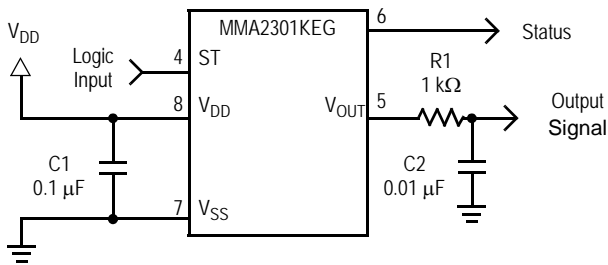 MMA2301KEG
6
Status
V_DD
Logic
Input
4
ST
R1
1 kΩ
8
V_DD
V_OUT
5
Output
Signal
C1
0.1 μF
C2
0.01 μF
7
V_SS